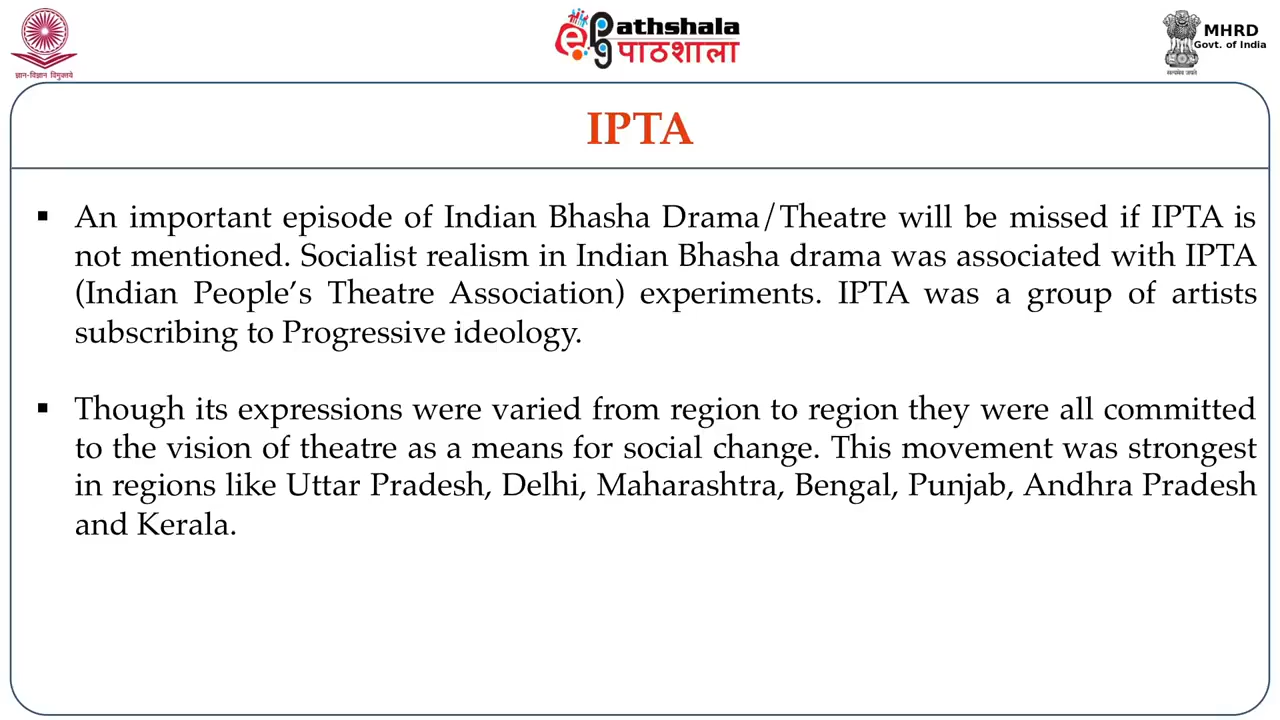 ज्ञान-विज्ञान विमुक्तये
ePG Pathshala
पाठशाला
MHRD
Govt. of India
सत्यमेव जयते
IPTA
▪ An important episode of Indian Bhasha Drama/Theatre will be missed if IPTA is
not mentioned. Socialist realism in Indian Bhasha drama was associated with IPTA
(Indian People’s Theatre Association) experiments. IPTA was a group of artists
subscribing to Progressive ideology.
▪ Though its expressions were varied from region to region they were all committed
to the vision of theatre as a means for social change. This movement was strongest
in regions like Uttar Pradesh, Delhi, Maharashtra, Bengal, Punjab, Andhra Pradesh
and Kerala.